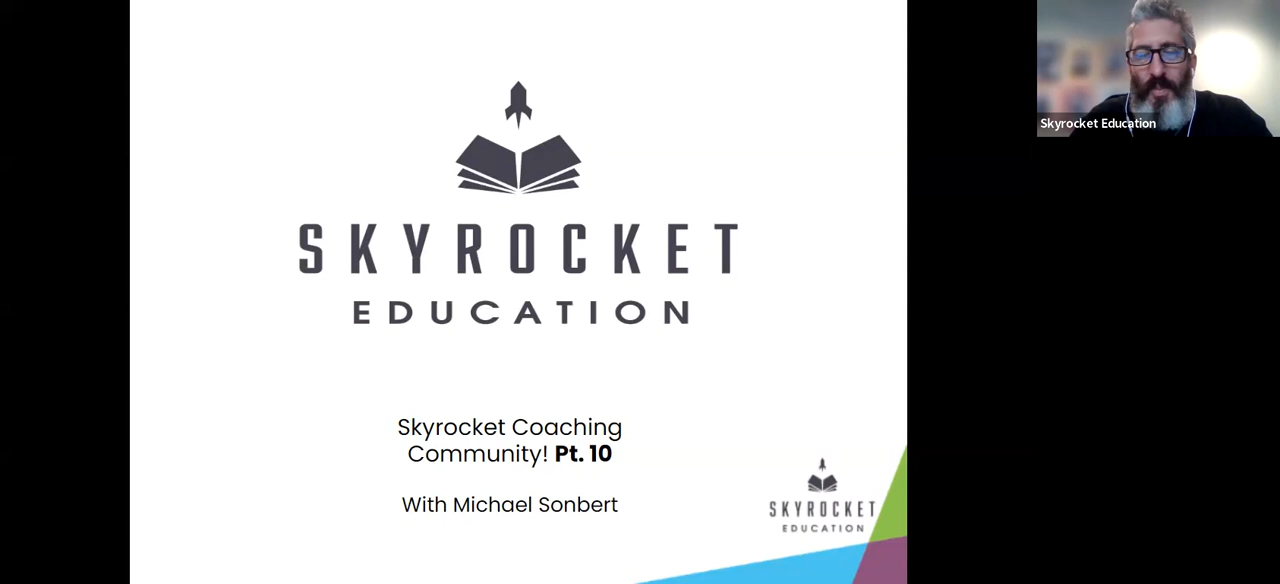 SKYROCKET
EDUCATION
Skyrocket Coaching
Community! Pt. 10
With Michael Sonbert
SKYROCKET
EDUCATION
Skyrocket Education